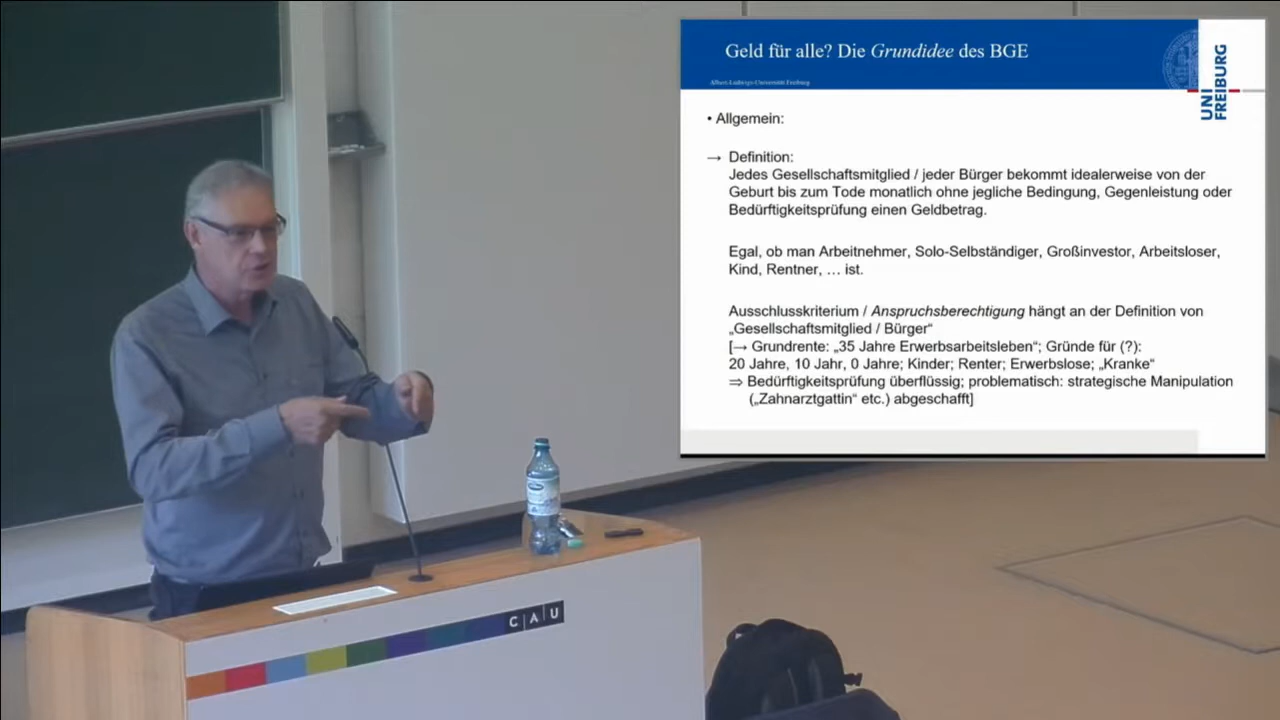 Geld für alle? Die Grundidee des BGE
Albert-Ludwigs-Universität Freiburg
UNI
FREIBURG
• Allgemein:
→ Definition:
Jedes Gesellschaftsmitglied / jeder Bürger bekommt idealerweise von der
Geburt bis zum Tode monatlich ohne jegliche Bedingung, Gegenleistung oder
Bedürftigkeitsprüfung einen Geldbetrag.
Egal, ob man Arbeitnehmer, Solo-Selbständiger, Großinvestor, Arbeitsloser,
Kind, Rentner, … ist.
Ausschlusskriterium / Anspruchsberechtigung hängt an der Definition von
„Gesellschaftsmitglied / Bürger“
[→ Grundrente: „35 Jahre Erwerbsarbeitsleben“; Gründe für (?):
20 Jahre, 10 Jahr, 0 Jahre; Kinder; Renter; Erwerbslose; „Kranke“
⇒ Bedürftigkeitsprüfung überflüssig; problematisch: strategische Manipulation
(„Zahnarztgattin“ etc.) abgeschafft]
C|A|U